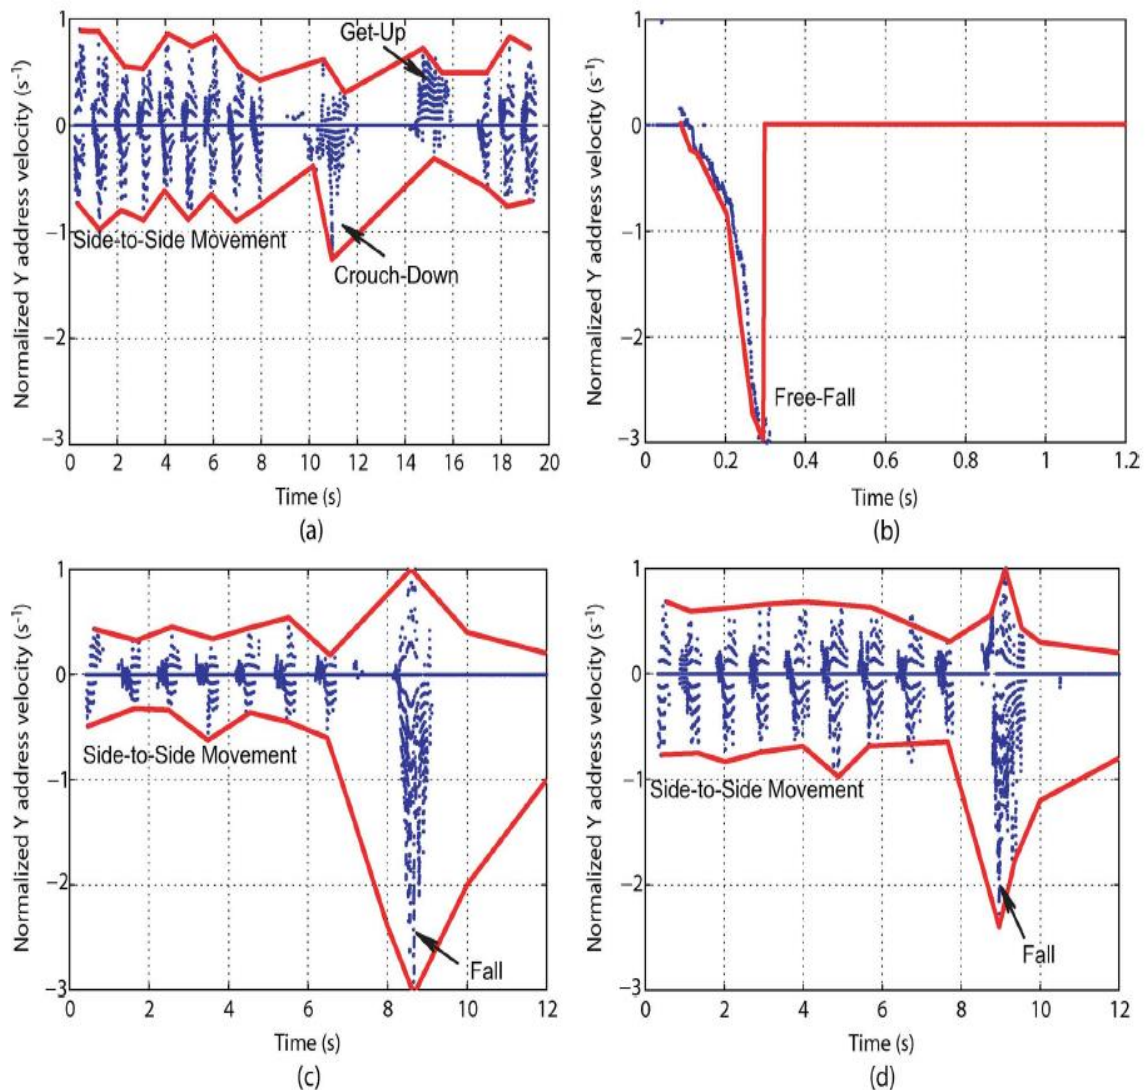 Normalized Y address velocity (s⁻¹)
1
0
−1
−2
−3
Get-Up
Side-to-Side Movement
Crouch-Down
0 2 4 6 8 10 12 14 16 18 20
Time (s)
(a)
Normalized Y address velocity (s⁻¹)
1
0
−1
−2
−3
Free-Fall
0 0.2 0.4 0.6 0.8 1 1.2
Time (s)
(b)
Normalized Y address velocity (s⁻¹)
1
0
−1
−2
−3
Side-to-Side Movement
Fall
0 2 4 6 8 10 12
Time (s)
(c)
Normalized Y address velocity (s⁻¹)
1
0
−1
−2
−3
Side-to-Side Movement
Fall
0 2 4 6 8 10 12
Time (s)
(d)